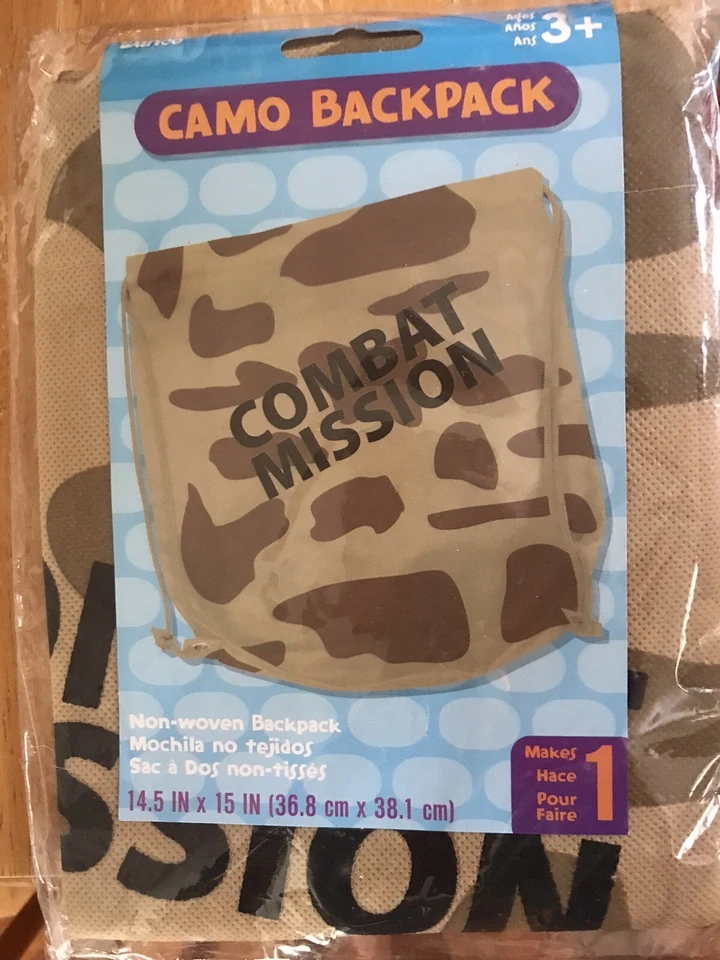 Ages
Años
Ans
3+
CAMO BACKPACK
COMBAT
MISSION
Non-woven Backpack
Mochila no tejidos
Sac à Dos non-tissés
14.5 IN x 15 IN (36.8 cm x 38.1 cm)
Makes
Hace
Pour
Faire
1
SSION